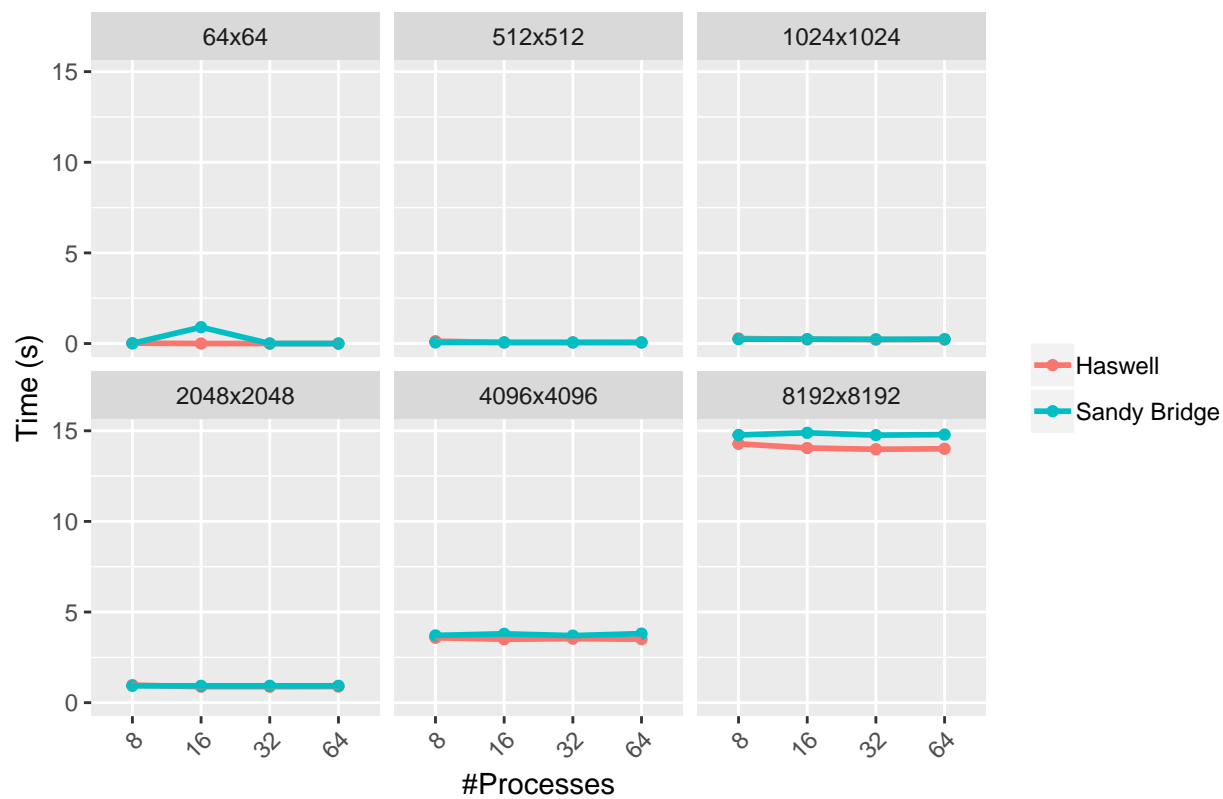 64x64 512x512 1024x1024
15
10
5
0
2048x2048 4096x4096 8192x8192
15
10
5
0
8 16 32 64 8 16 32 64 8 16 32 64
#Processes
Time (s)
Haswell
Sandy Bridge